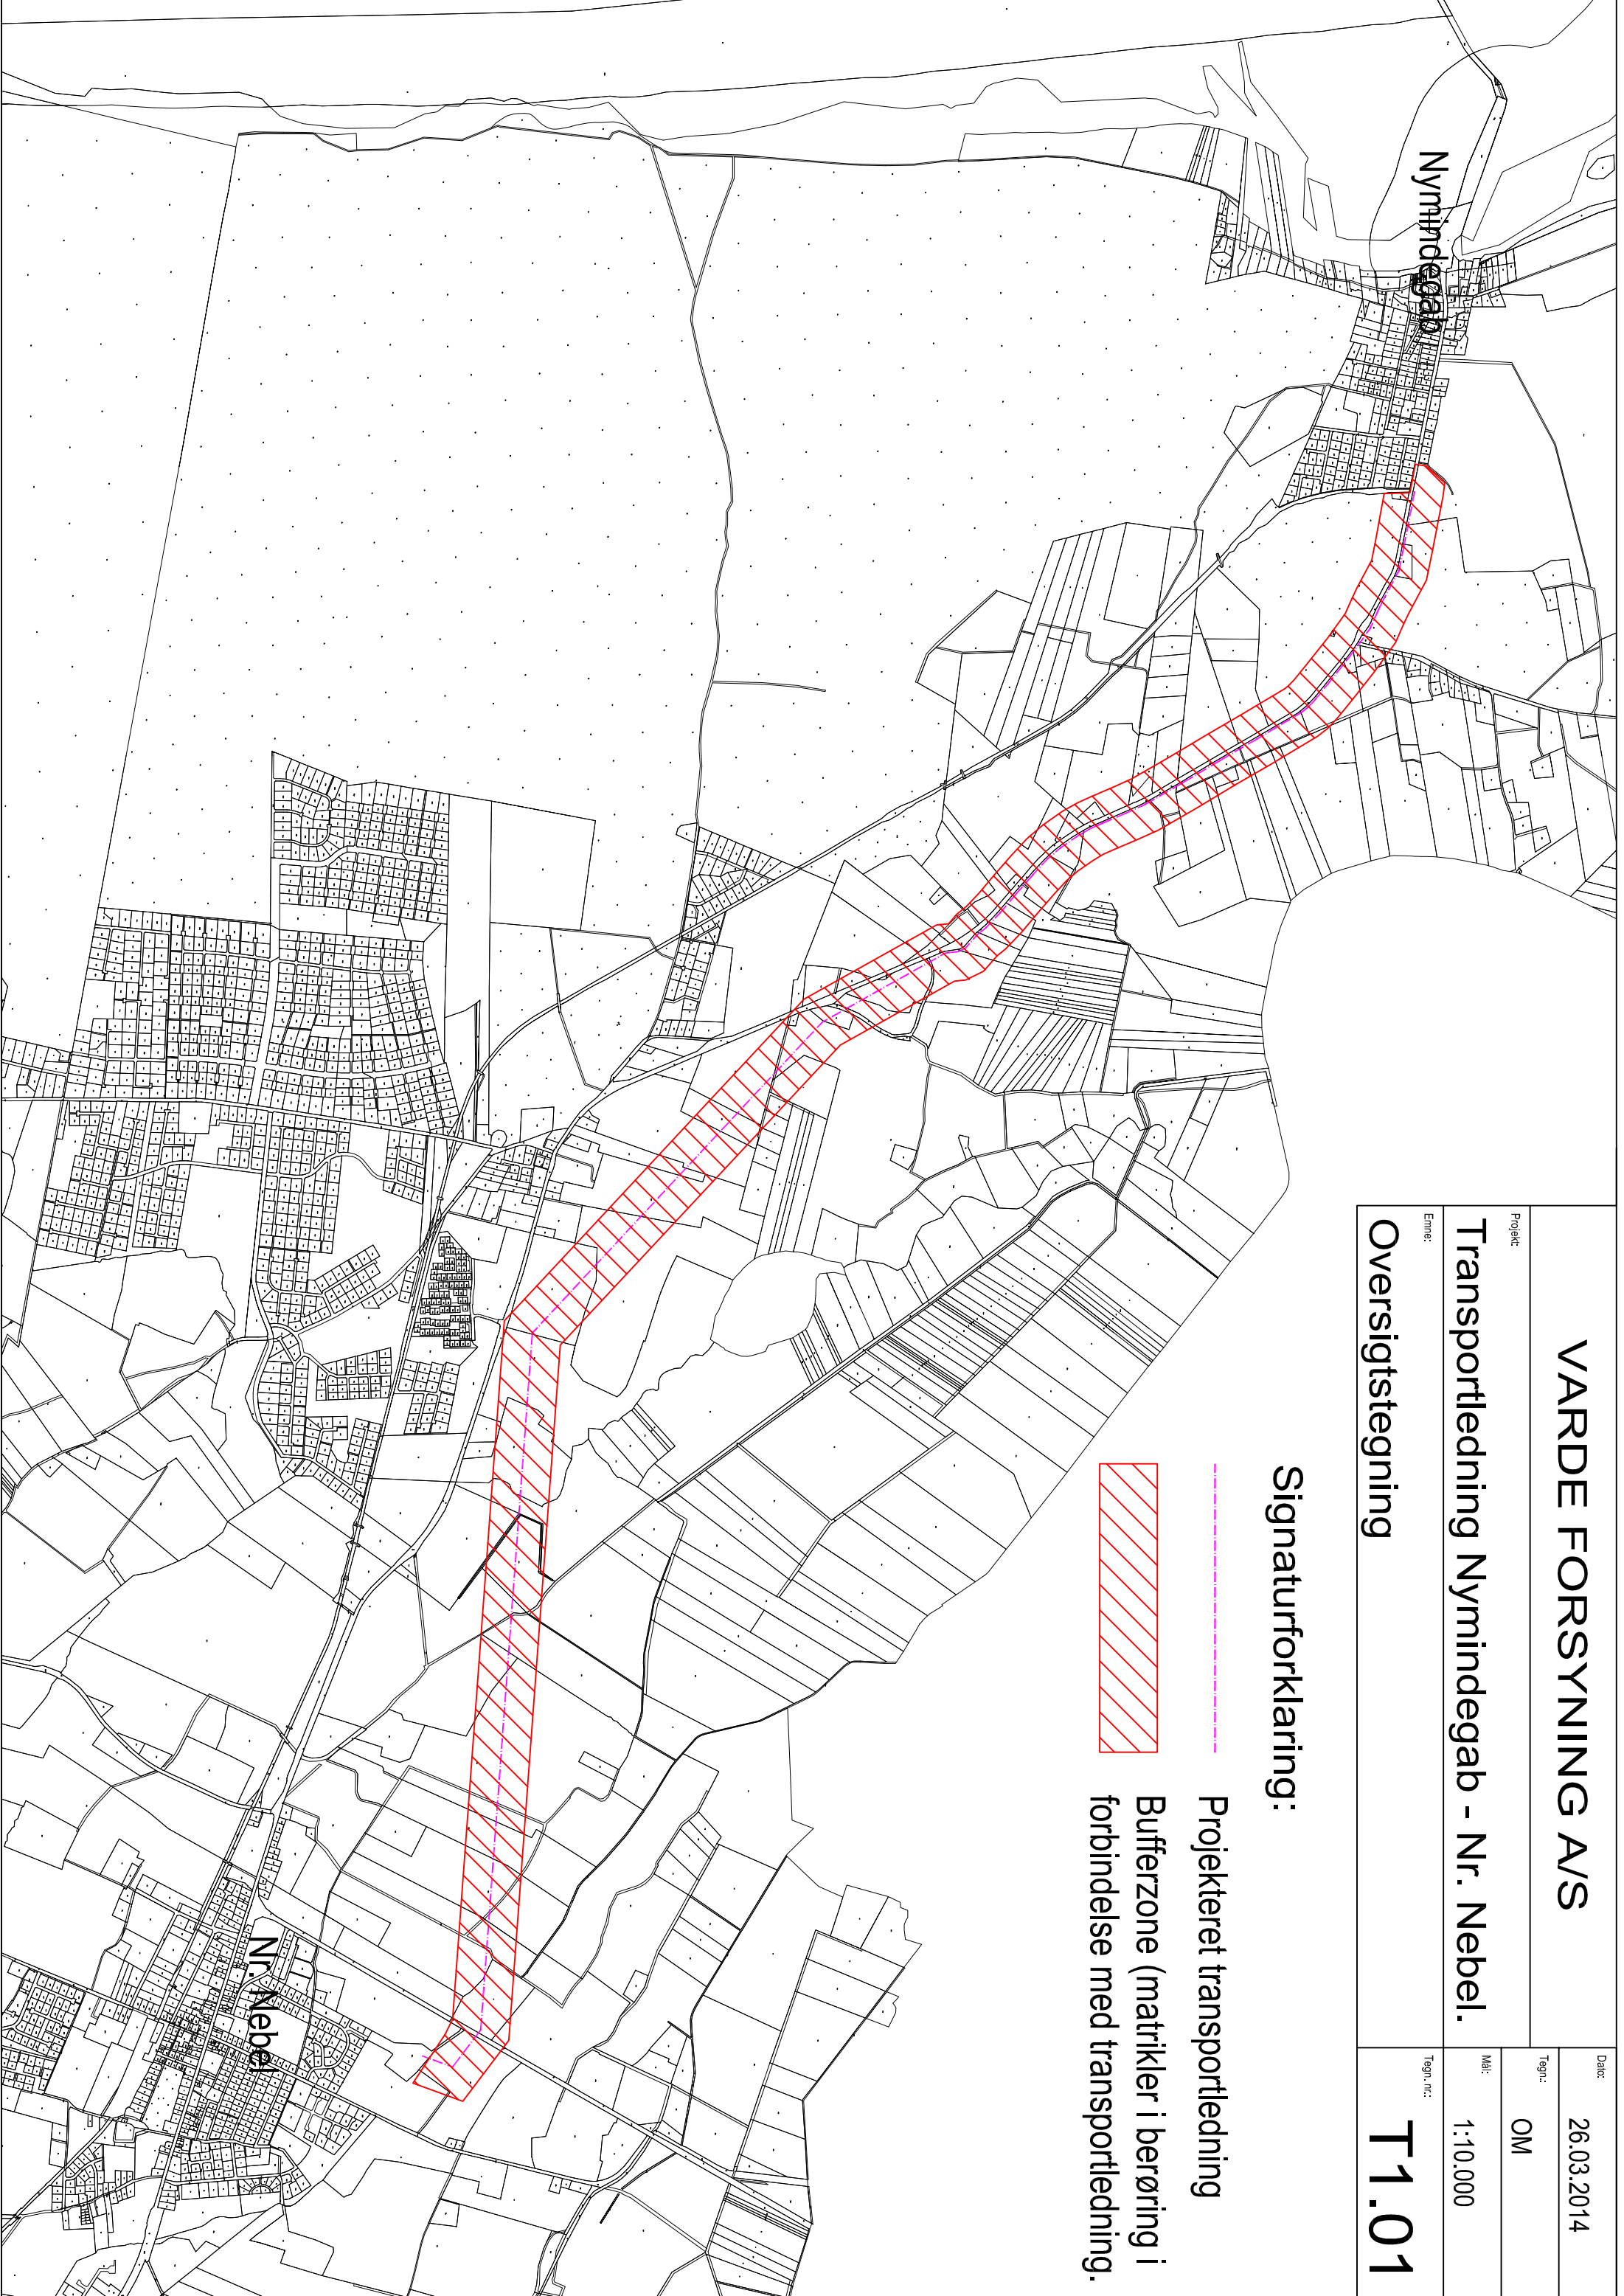 VARDE FORSYNING A/S
Projekt:
Transportledning Nymindegab - Nr. Nebel.
Emne:
Oversigtstegning
Dato:
26.03.2014
Tegn.:
OM
Mål:
1:10.000
Tegn. nr.:
T1.01
Signaturforklaring:
Projekteret transportledning
Bufferzone (matrikler i berøring i
forbindelse med transportledning.
Nymindegab
Nr. Nebel